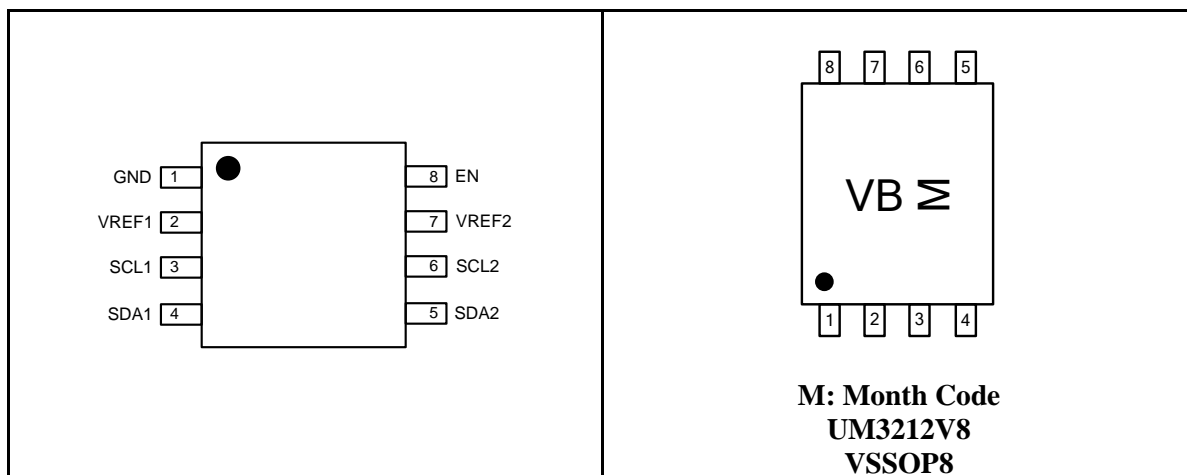 GND 1
8 EN
VREF1 2
7 VREF2
SCL1 3
6 SCL2
SDA1 4
5 SDA2
8 7 6 5
VB M
1 2 3 4
M: Month Code
UM3212V8
VSSOP8